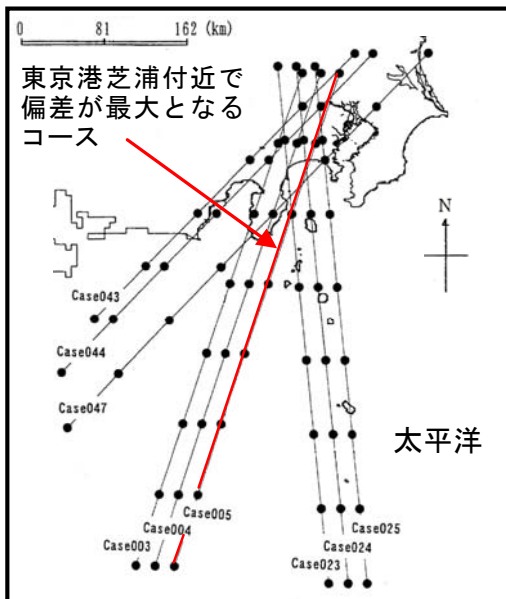 0 81 162 (km)
東京港芝浦付近で
偏差が最大となる
コース
N
Case043
Case044
Case047
太平洋
Case005
Case004
Case003
Case025
Case024
Case023